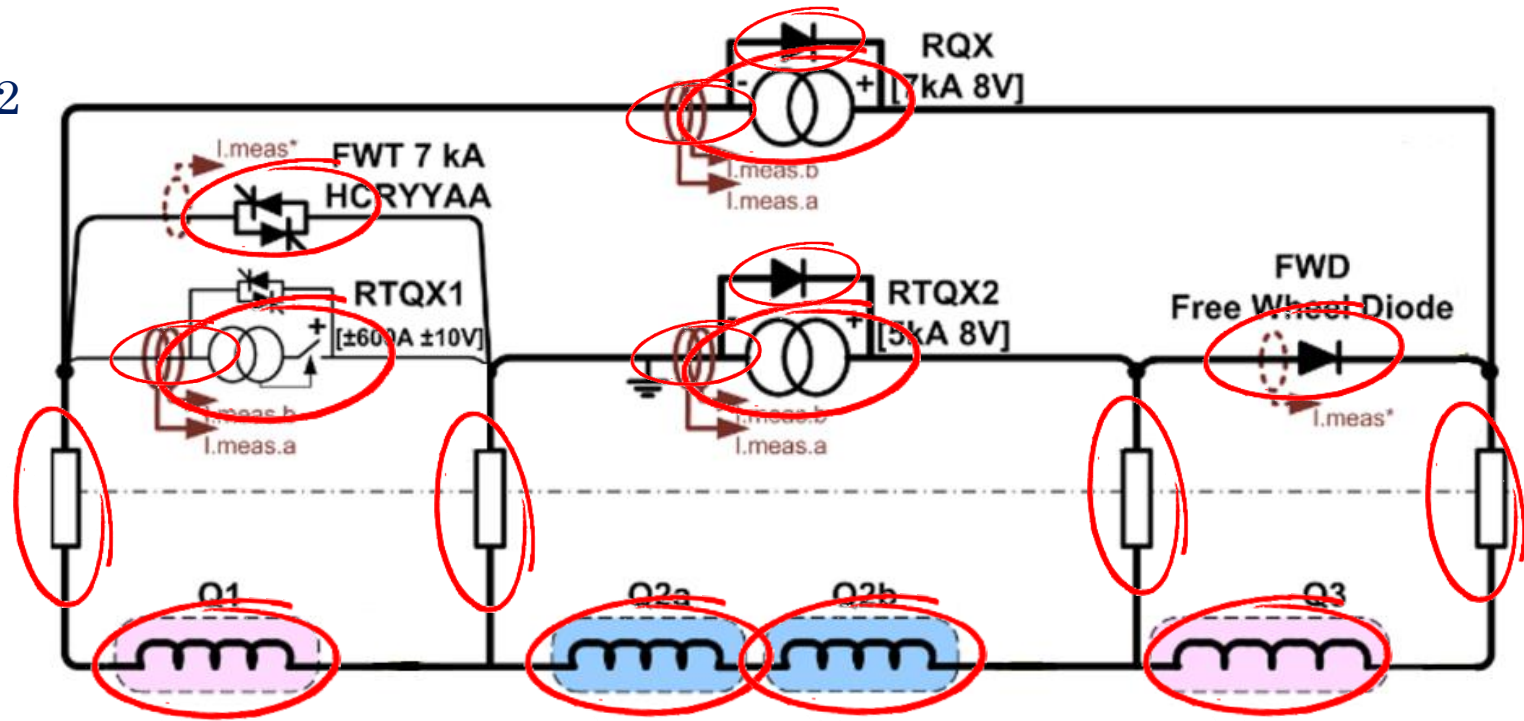 2
RQX
- + [7kA 8V]
I.meas.b
I.meas.a
I.meas*
FWT 7 kA
HCRYYAA
RTQX1
+ [±600A ±10V]
I.meas.b
I.meas.a
RTQX2
- + [5kA 8V]
I.meas.b
I.meas.a
FWD
Free Wheel Diode
I.meas*
Q1
Q2a
Q2b
Q3